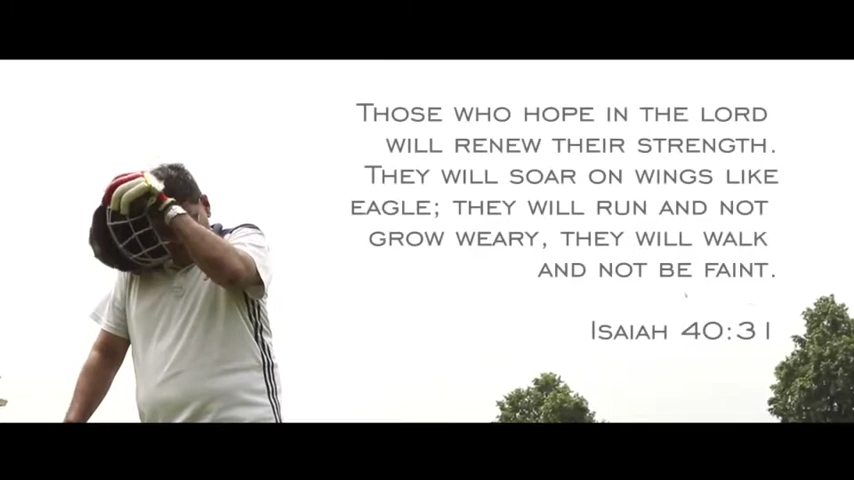 Those who hope in the Lord
will renew their strength.
They will soar on wings like
eagle; they will run and not
grow weary, they will walk
and not be faint.
Isaiah 40:31